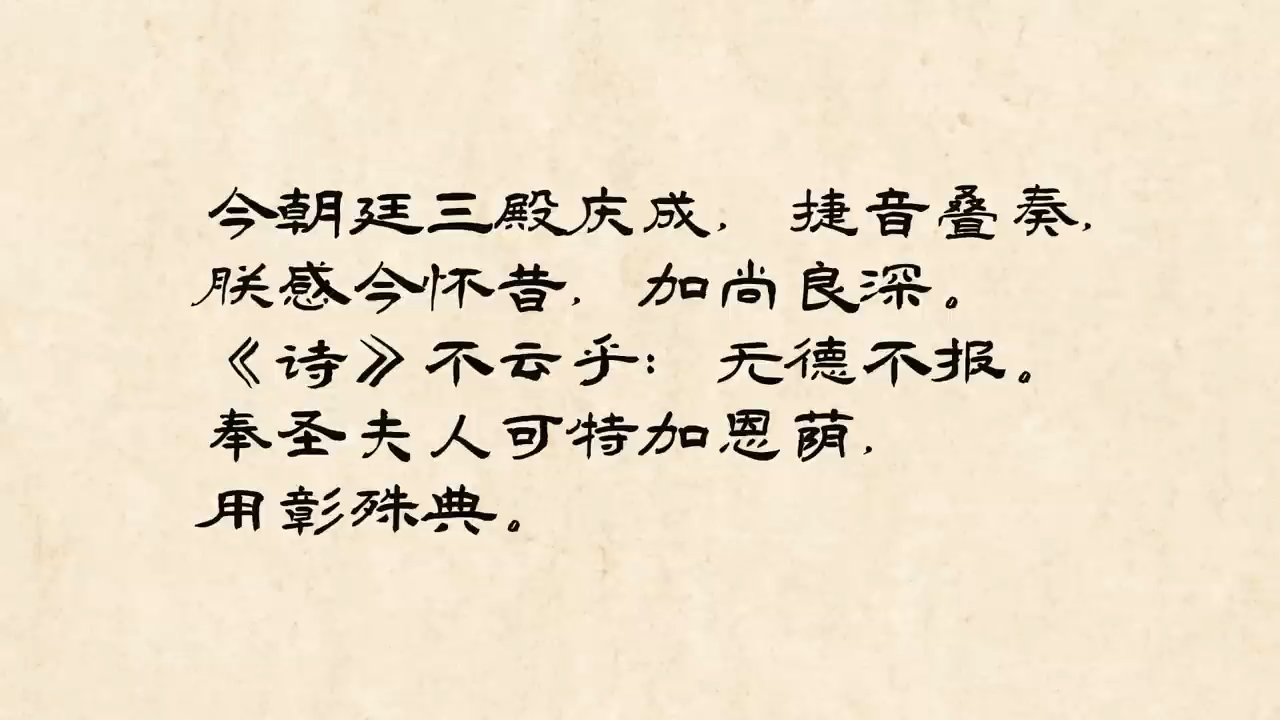 今朝廷三殿庆成，捷音叠奏，
朕感今怀昔，加尚良深。
《诗》不云乎：无德不报。
奉圣夫人可特加恩荫，
用彰殊典。